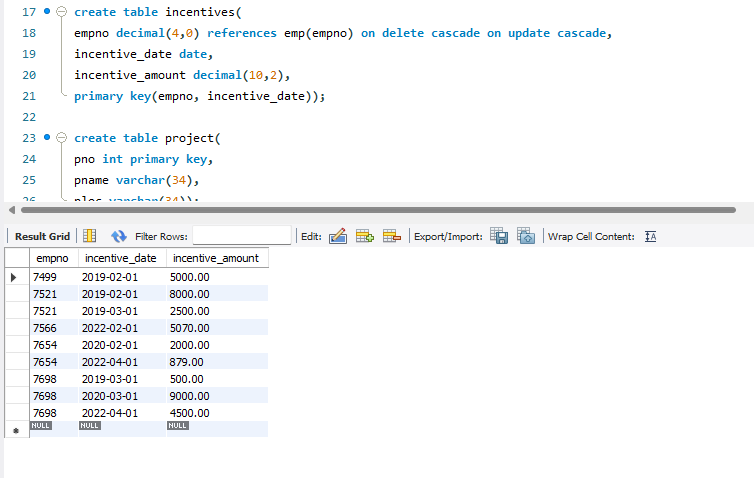 17 create table incentives(
18 empno decimal(4,0) references emp(empno) on delete cascade on update cascade,
19 incentive_date date,
20 incentive_amount decimal(10,2),
21 primary key(empno, incentive_date));
22
23 create table project(
24 pno int primary key,
25 pname varchar(34),
26 ploc varchar(34));
Result Grid Filter Rows: Edit: Export/Import: Wrap Cell Content:
empno incentive_date incentive_amount
7499 2019-02-01 5000.00
7521 2019-02-01 8000.00
7521 2019-03-01 2500.00
7566 2022-02-01 5070.00
7654 2020-02-01 2000.00
7654 2022-04-01 879.00
7698 2019-03-01 500.00
7698 2020-03-01 9000.00
7698 2022-04-01 4500.00
NULL NULL NULL